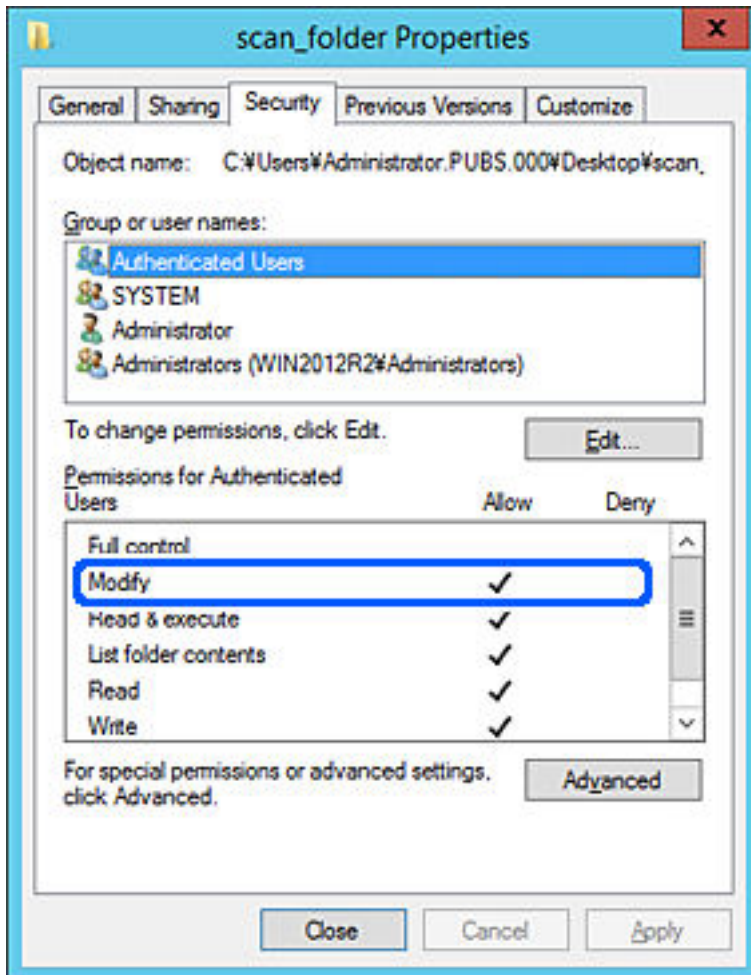 scan_folder Properties
x
General Sharing Security Previous Versions Customize
Object name: C:¥Users¥Administrator.PUBS.000¥Desktop¥scan_
Group or user names:
Authenticated Users
SYSTEM
Administrator
Administrators (WIN2012R2¥Administrators)
To change permissions, click Edit.
Edit...
Permissions for Authenticated
Users Allow Deny
Full control
Modify
Read & execute
List folder contents
Read
Write
For special permissions or advanced settings,
click Advanced.
Advanced
Close Cancel Apply